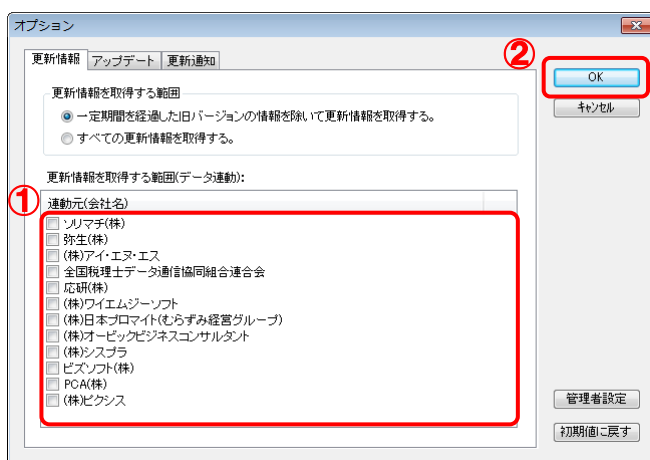 オプション
更新情報 アップデート 更新通知
②
OK
キャンセル
更新情報を取得する範囲
一定期間を経過した旧バージョンの情報を除いて更新情報を取得する。
すべての更新情報を取得する。
更新情報を取得する範囲(データ連動):
①
連動元(会社名)
ソリマチ(株)
弥生(株)
(株)アイ・エヌ・エス
全国税理士データ通信協同組合連合会
応研(株)
(株)ワイエムジーソフト
(株)日本ブロマイト(むらずみ経営グループ)
(株)オービックビジネスコンサルタント
(株)シスプラ
ビズソフト(株)
PCA(株)
(株)ピクシス
管理者設定
初期値に戻す